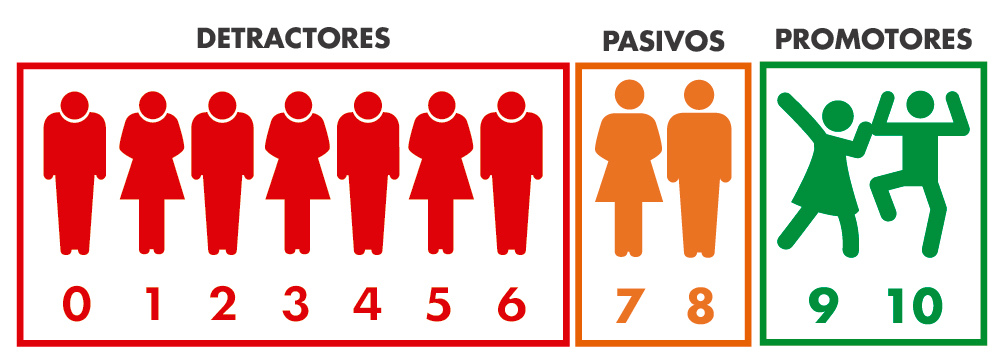 DETRACTORES PASIVOS PROMOTORES
0 1 2 3 4 5 6 7 8 9 10